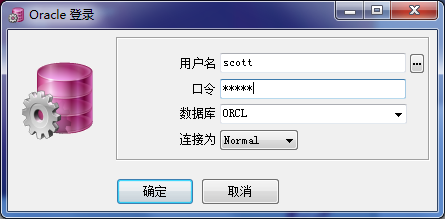 Oracle 登录
用户名 scott ...
口令 *****
数据库 ORCL
连接为 Normal
确定 取消